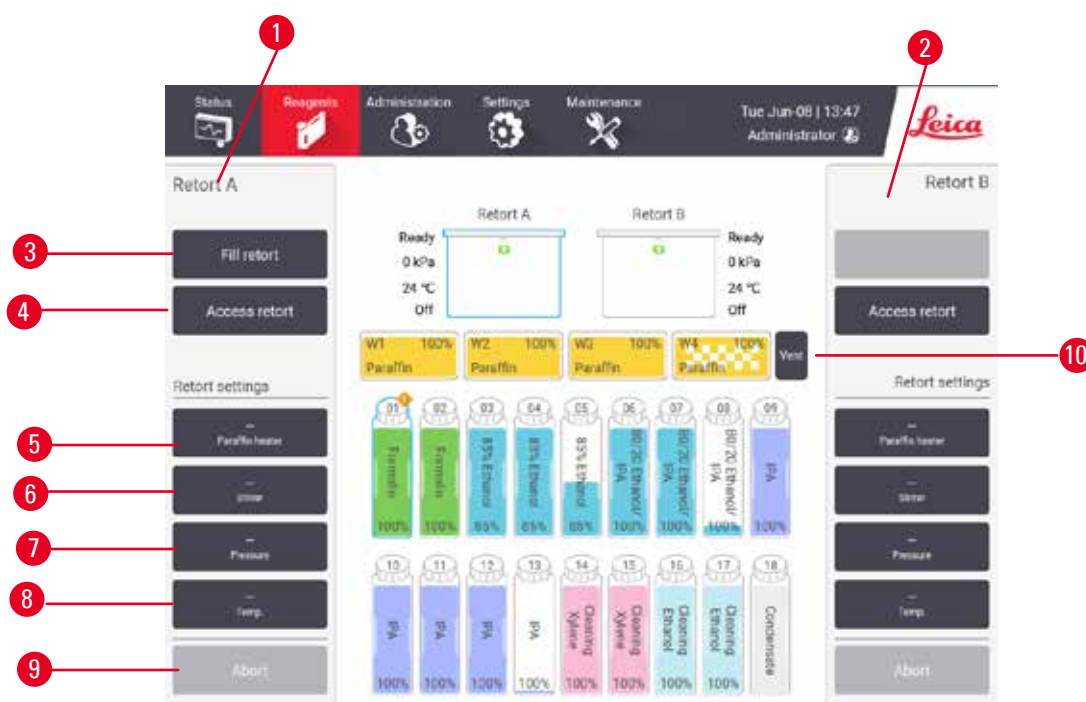 1
2
Status Reagents Administration Settings Maintenance
Tue Jun-08 | 13:47
Administrator
Leica
Retort A
Retort B
3
Fill retort
4
Access retort
Access retort
Retort A
Retort B
Ready
0 kPa
24 °C
Off
Ready
0 kPa
24 °C
Off
W1 100% W2 100% W3 100% W4 100%
Paraffin Paraffin Paraffin Paraffin
Vent
10
Retort settings
Retort settings
5
--
Paraffin heater
--
Paraffin heater
6
--
Stirrer
--
Stirrer
7
--
Pressure
--
Pressure
8
--
Temp.
--
Temp.
9
Abort
Abort
01 02 03 04 05 06 07 08 09
Formalin
Formalin
85% Ethanol
85% Ethanol
85% Ethanol
80/20 Ethanol/
IPA
80/20 Ethanol/
IPA
80/20 Ethanol/
IPA
IPA
100% 100% 85% 85% 85% 100% 100% 100% 100%
10 11 12 13 14 15 16 17 18
IPA
IPA
IPA
IPA
Cleaning
Xylene
Cleaning
Xylene
Cleaning
Ethanol
Cleaning
Ethanol
Condensate
100% 100% 100% 100% 100% 100% 100% 100%